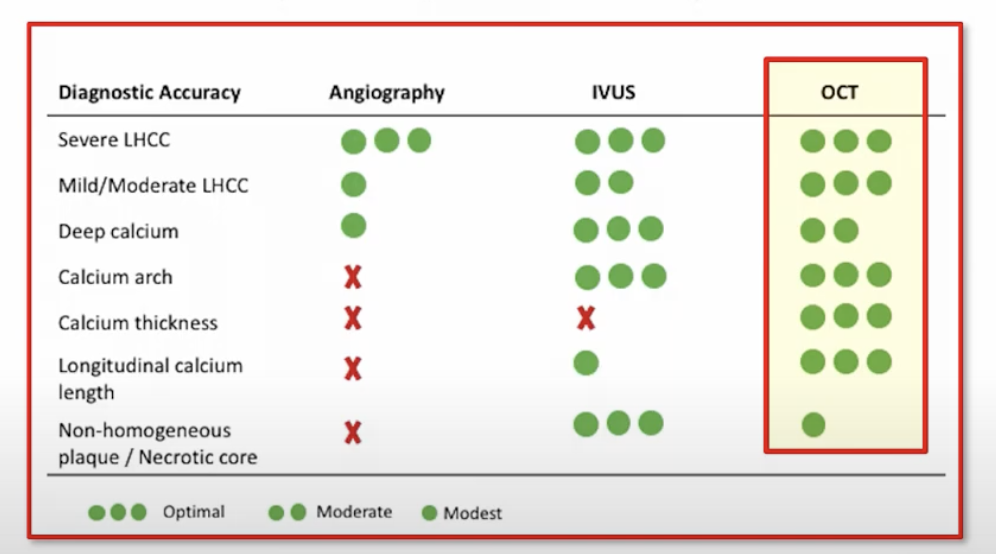 Diagnostic Accuracy Angiography IVUS OCT
Severe LHCC
Mild/Moderate LHCC
Deep calcium
Calcium arch
Calcium thickness
Longitudinal calcium
length
Non-homogeneous
plaque / Necrotic core
Optimal Moderate Modest